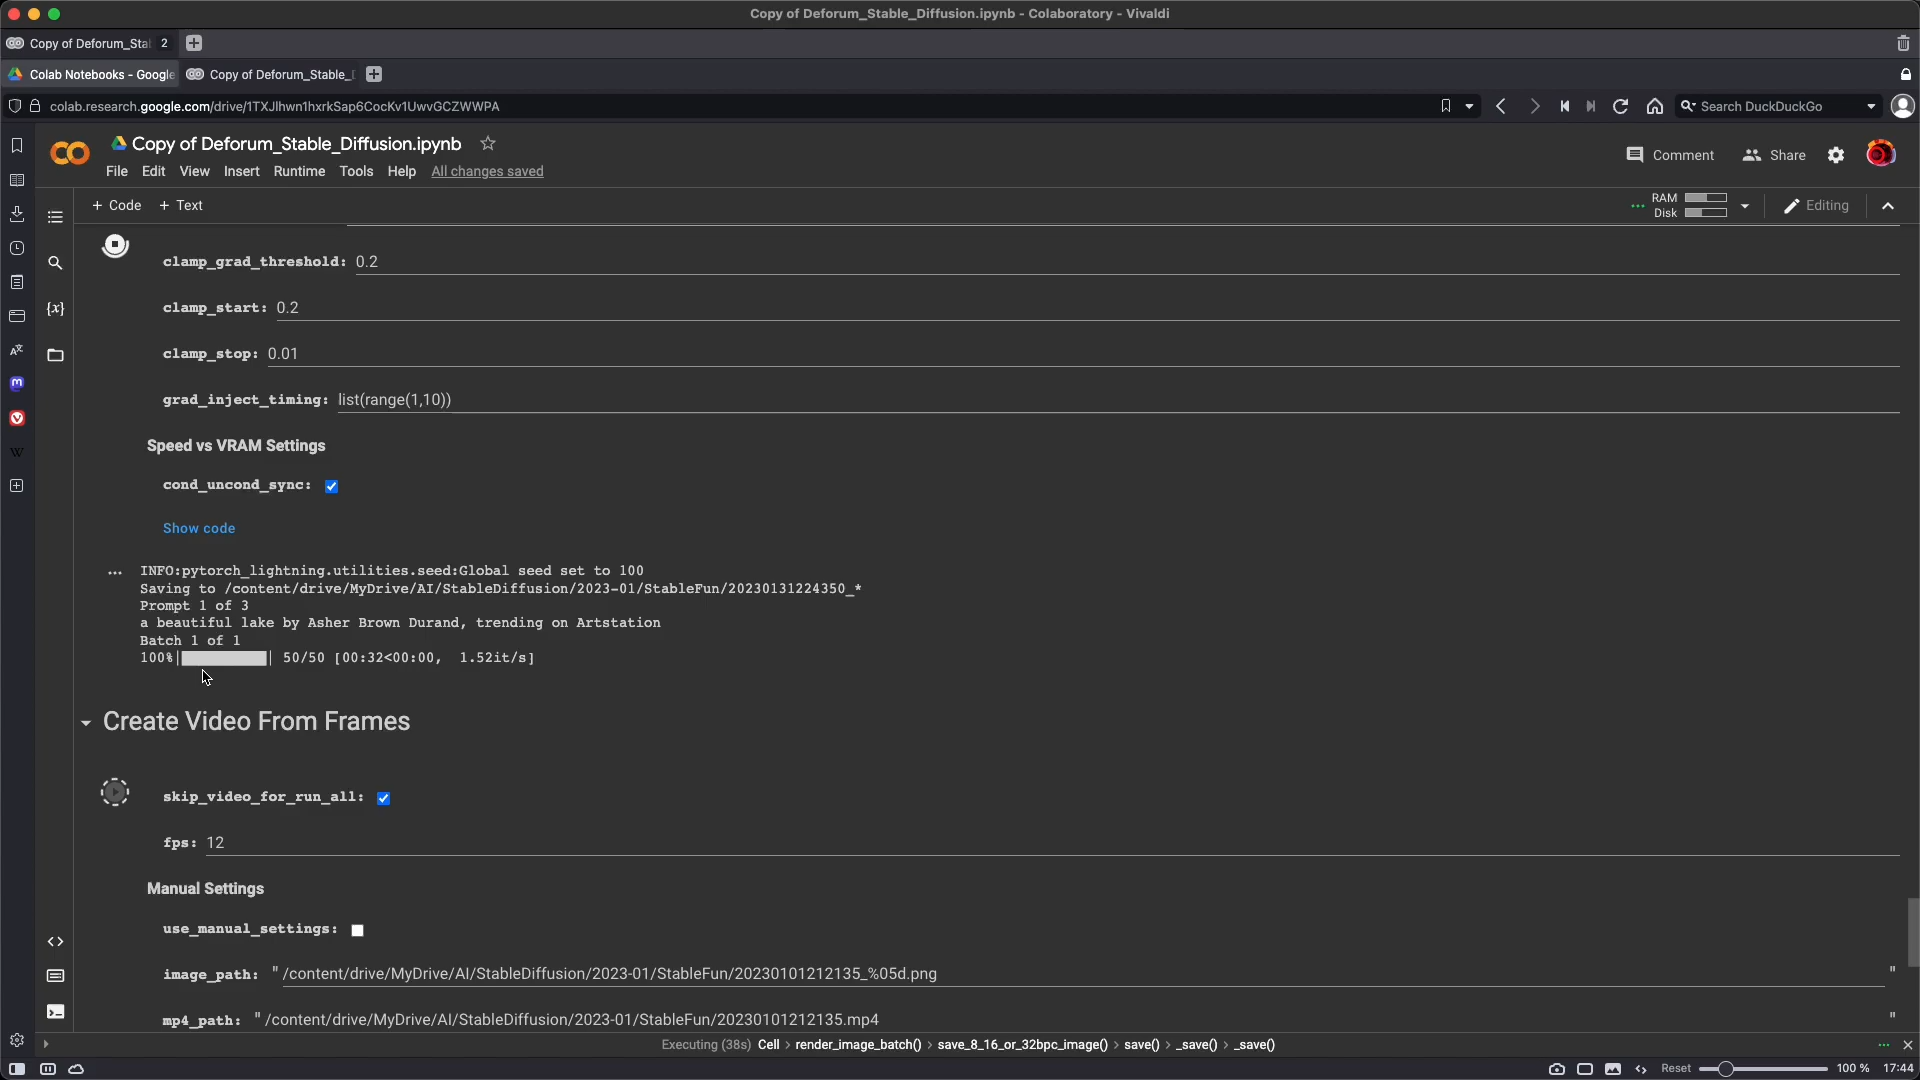 Copy of Deforum_Stable_Diffusion.ipynb - Colaboratory - Vivaldi
Copy of Deforum_Stal 2
Colab Notebooks - Google
Copy of Deforum_Stable_D
colab.research.google.com/drive/1TXJlhwn1hxrkSap6CocKv1UwvGCZWWPA
Search DuckDuckGo
Copy of Deforum_Stable_Diffusion.ipynb
Comment
Share
File Edit View Insert Runtime Tools Help All changes saved
+ Code + Text
RAM
Disk
Editing
clamp_grad_threshold: 0.2
clamp_start: 0.2
{x}
clamp_stop: 0.01
grad_inject_timing: list(range(1,10))
Speed vs VRAM Settings
cond_uncond_sync:
Show code
... INFO:pytorch_lightning.utilities.seed:Global seed set to 100
Saving to /content/drive/MyDrive/AI/StableDiffusion/2023-01/StableFun/20230131224350_*
Prompt 1 of 3
a beautiful lake by Asher Brown Durand, trending on Artstation
Batch 1 of 1
100%| | 50/50 [00:32<00:00, 1.52it/s]
Create Video From Frames
skip_video_for_run_all:
fps: 12
Manual Settings
use_manual_settings:
image_path: "/content/drive/MyDrive/AI/StableDiffusion/2023-01/StableFun/20230101212135_%05d.png "
mp4_path: "/content/drive/MyDrive/AI/StableDiffusion/2023-01/StableFun/20230101212135.mp4 "
Executing (38s) Cell > render_image_batch() > save_8_16_or_32bpc_image() > save() > _save() > _save()
Reset 100 % 17:44